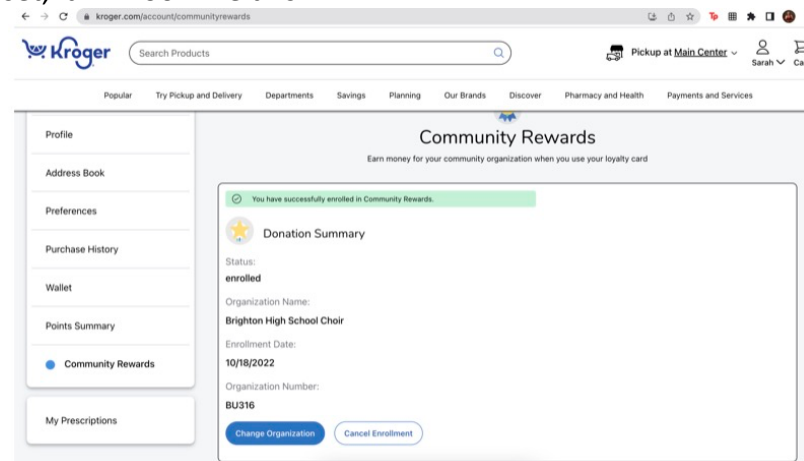 kroger.com/account/communityrewards
Kroger
Search Products
Pickup at Main Center
Sarah
Popular Try Pickup and Delivery Departments Savings Planning Our Brands Discover Pharmacy and Health Payments and Services
Profile
Address Book
Preferences
Purchase History
Wallet
Points Summary
Community Rewards
My Prescriptions
Community Rewards
Earn money for your community organization when you use your loyalty card
You have successfully enrolled in Community Rewards.
Donation Summary
Status:
enrolled
Organization Name:
Brighton High School Choir
Enrollment Date:
10/18/2022
Organization Number:
BU316
Change Organization Cancel Enrollment